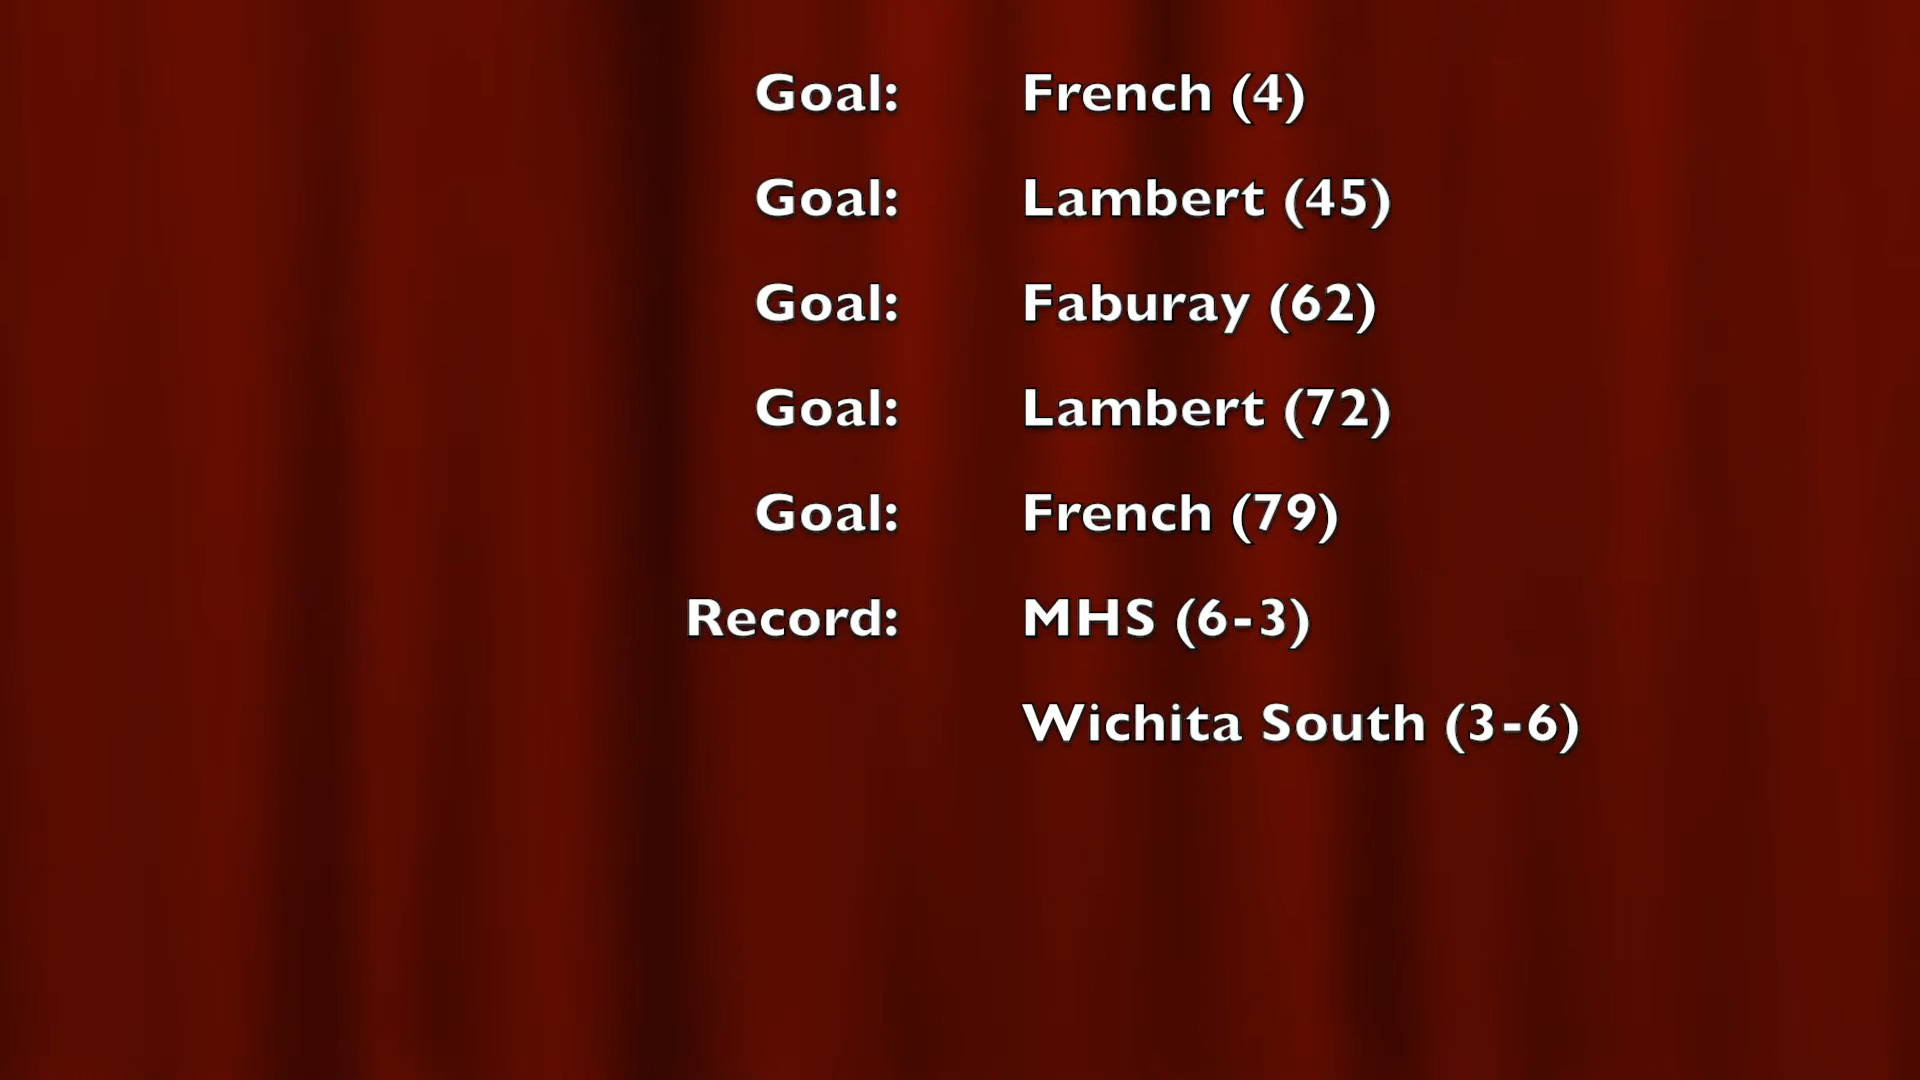 Goal: French (4)
Goal: Lambert (45)
Goal: Faburay (62)
Goal: Lambert (72)
Goal: French (79)
Record: MHS (6-3)
Wichita South (3-6)